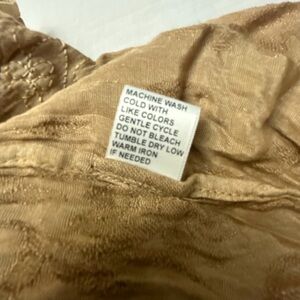 MACHINE WASH
COLD WITH
LIKE COLORS
GENTLE CYCLE
DO NOT BLEACH
TUMBLE DRY LOW
WARM IRON
IF NEEDED